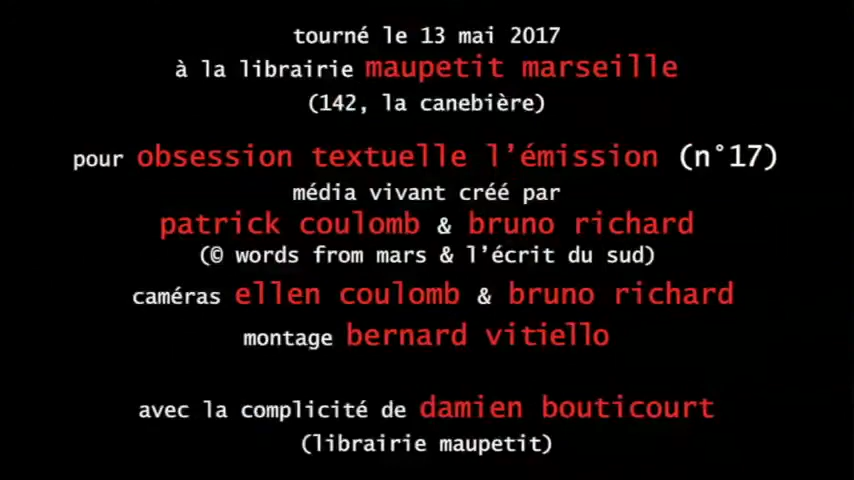 tourné le 13 mai 2017
à la librairie maupetit marseille
(142, la canebière)
pour obsession textuelle l'émission (n°17)
média vivant créé par
patrick coulomb & bruno richard
(© words from mars & l'écrit du sud)
caméras ellen coulomb & bruno richard
montage bernard vitiello
avec la complicité de damien bouticourt
(librairie maupetit)